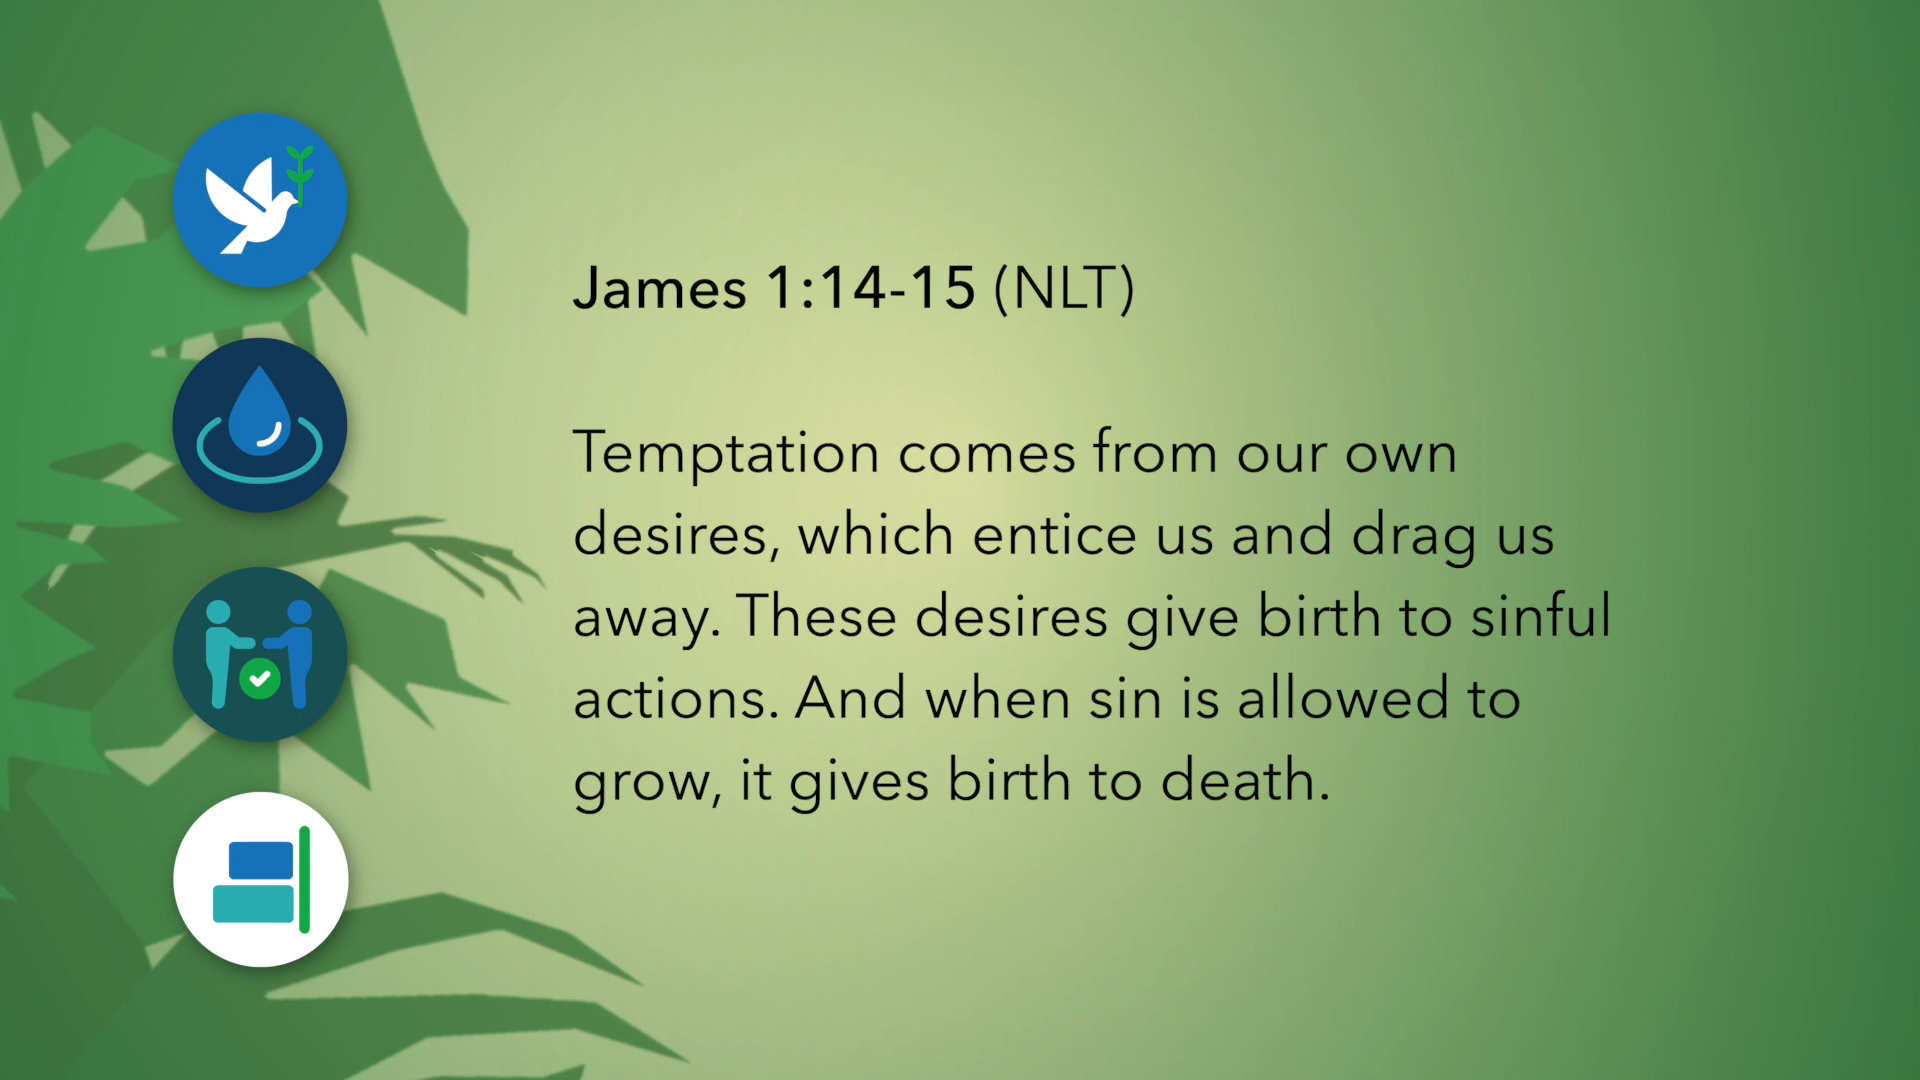 James 1:14-15 (NLT)
Temptation comes from our own
desires, which entice us and drag us
away. These desires give birth to sinful
actions. And when sin is allowed to
grow, it gives birth to death.